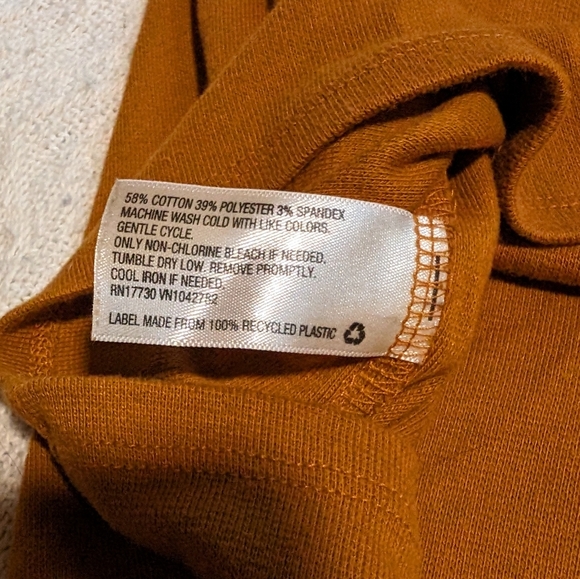 58% COTTON 39% POLYESTER 3% SPANDEX
MACHINE WASH COLD WITH LIKE COLORS.
GENTLE CYCLE.
ONLY NON-CHLORINE BLEACH IF NEEDED.
TUMBLE DRY LOW. REMOVE PROMPTLY.
COOL IRON IF NEEDED.
RN17730 VN1042782
LABEL MADE FROM 100% RECYCLED PLASTIC